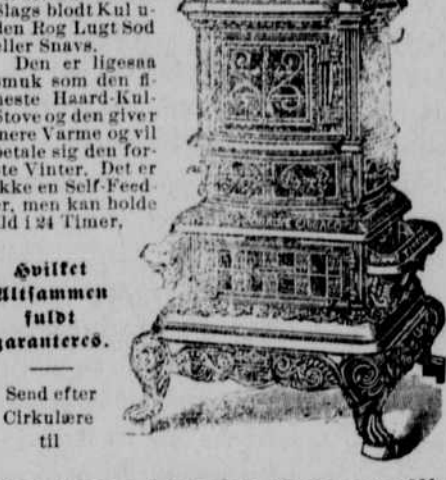 Slags blodt Kul u-
den Rog Lugt Sod
eller Snavs.
Den er ligesaa
smuk som den fi-
neste Haard-Kul-
Stove og den giver
mere Varme og vil
betale sig den for-
ste Vinter. Det er
ikke en Self-Feed-
er, men kan holde
Ild i 24 Timer,
Hvilket
Altsammen
fuldt
garanteres.
Send efter
Cirkulære
til